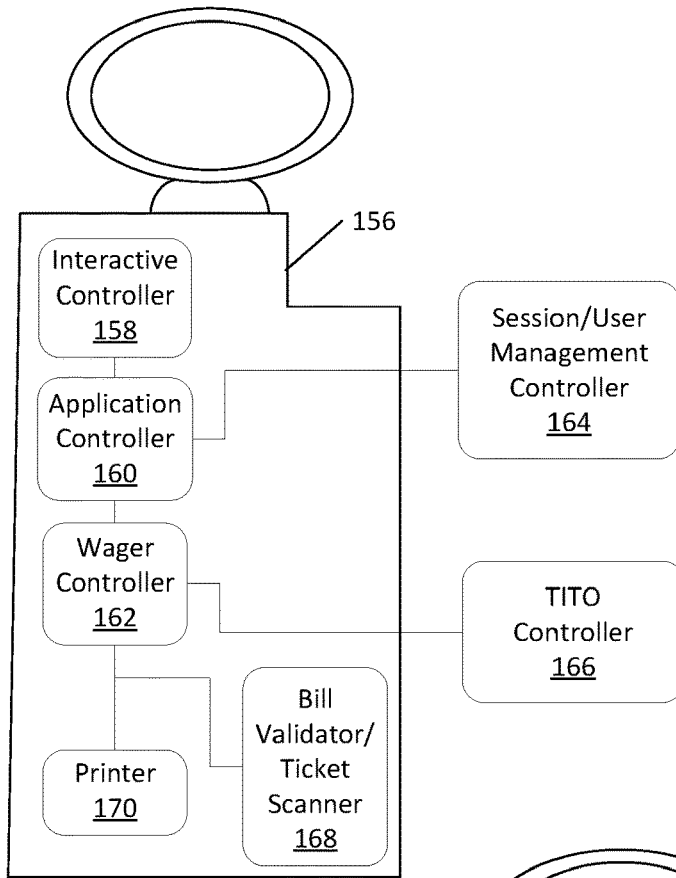 156
Interactive
Controller
158
Application
Controller
160
Wager
Controller
162
Printer
170
Bill
Validator/
Ticket
Scanner
168
Session/User
Management
Controller
164
TITO
Controller
166